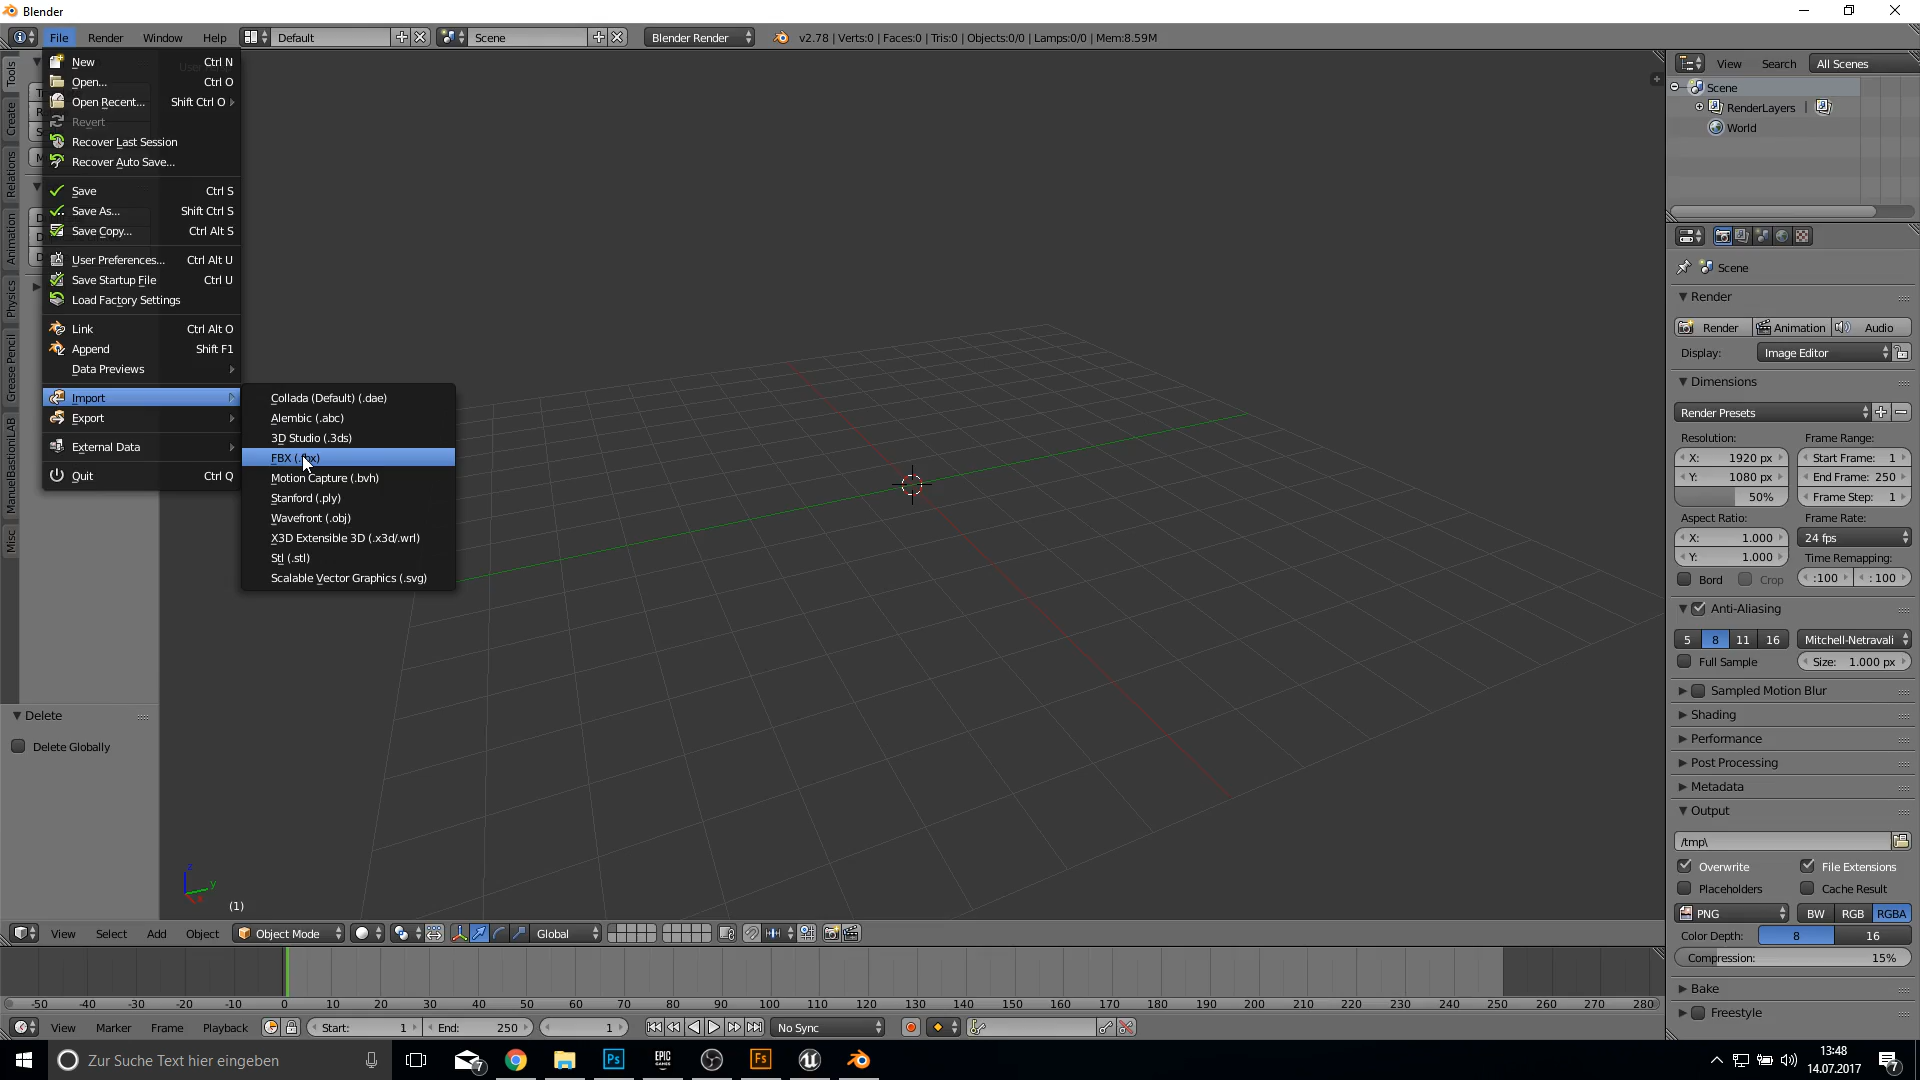 Blender
File Render Window Help Default Scene Blender Render v2.78 | Verts:0 | Faces:0 | Tris:0 | Objects:0/0 | Lamps:0/0 | Mem:8.59M
New Ctrl N
Open... Ctrl O
Open Recent... Shift Ctrl O
Revert
Recover Last Session
Recover Auto Save...
Save Ctrl S
Save As... Shift Ctrl S
Save Copy... Ctrl Alt S
User Preferences... Ctrl Alt U
Save Startup File Ctrl U
Load Factory Settings
Link Ctrl Alt O
Append Shift F1
Data Previews
Import
Export
External Data
Quit Ctrl Q
Collada (Default) (.dae)
Alembic (.abc)
3D Studio (.3ds)
FBX (.fbx)
Motion Capture (.bvh)
Stanford (.ply)
Wavefront (.obj)
X3D Extensible 3D (.x3d/.wrl)
Stl (.stl)
Scalable Vector Graphics (.svg)
Tools
Create
Relations
Animation
Physics
Grease Pencil
ManuelBastioniLAB
Misc
Delete
Delete Globally
z
y
x
(1)
View Search All Scenes
Scene
RenderLayers |
World
Scene
Render
Render Animation Audio
Display: Image Editor
Dimensions
Render Presets
Resolution: Frame Range:
X: 1920 px Start Frame: 1
Y: 1080 px End Frame: 250
50% Frame Step: 1
Aspect Ratio: Frame Rate:
X: 1.000 24 fps
Y: 1.000 Time Remapping:
Bord Crop :100 : 100
Anti-Aliasing
5 8 11 16 Mitchell-Netravali
Full Sample Size: 1.000 px
Sampled Motion Blur
Shading
Performance
Post Processing
Metadata
Output
/tmp\
Overwrite File Extensions
Placeholders Cache Result
PNG BW RGB RGBA
Color Depth: 8 16
Compression: 15%
Bake
Freestyle
View Select Add Object Object Mode Global
-50 -40 -30 -20 -10 0 10 20 30 40 50 60 70 80 90 100 110 120 130 140 150 160 170 180 190 200 210 220 230 240 250 260 270 280
View Marker Frame Playback Start: 1 End: 250 1 No Sync
Zur Suche Text hier eingeben 7 Ps EPIC GAMES Fs 13:48
14.07.2017 7